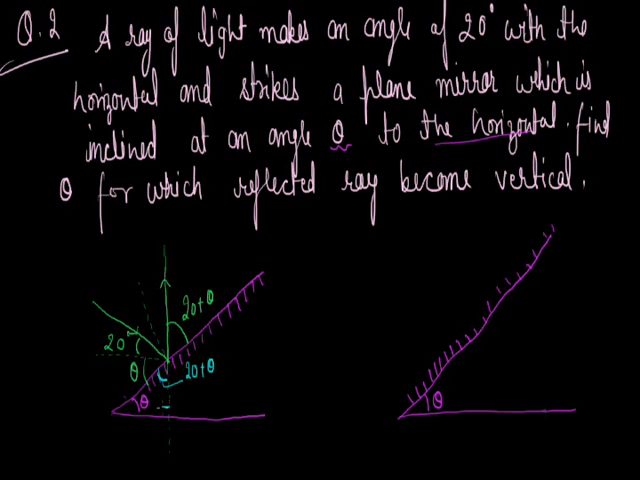 Q.2 A ray of light makes an angle of 20° with the
horizontal and strikes a plane mirror which is
inclined at an angle θ to the horizontal. find
θ for which reflected ray become vertical.
20+θ
20°
θ
20+θ
θ
θ